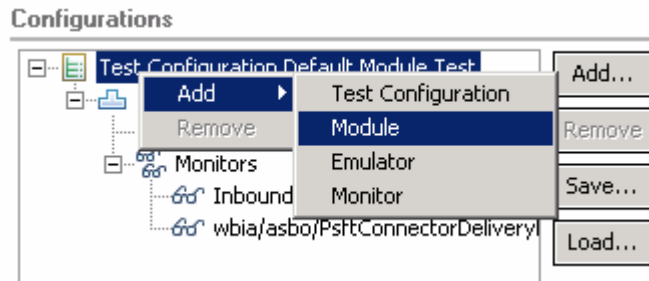 Configurations
Test Configuration Default Module Test
Add
Remove
Test Configuration
Module
Emulator
Monitor
Monitors
Inbound
wbia/asbo/PsftConnectorDelivery
Add...
Remove
Save...
Load...